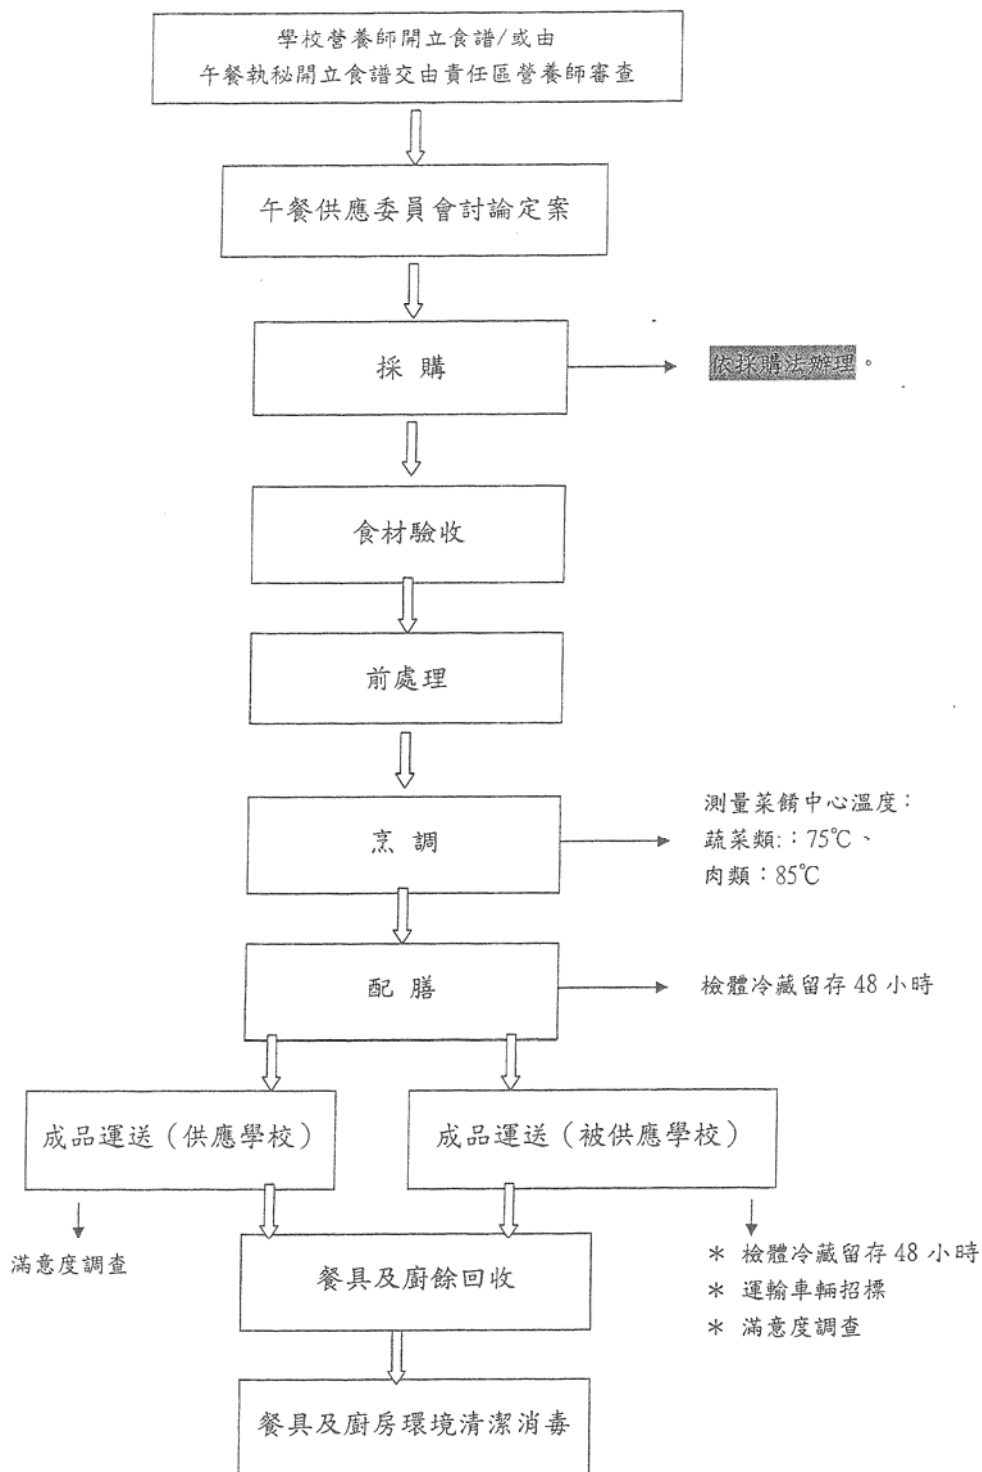 學校營養師開立食譜/或由
午餐執秘開立食譜交由責任區營養師審查
午餐供應委員會討論定案
採 購
依採購法辦理。
食材驗收
前處理
烹 調
測量菜餚中心溫度:
蔬菜類:：75℃、
肉類：85℃
配 膳
檢體冷藏留存 48 小時
成品運送（供應學校）
成品運送（被供應學校）
滿意度調查
＊ 檢體冷藏留存 48 小時
＊ 運輸車輛招標
＊ 滿意度調查
餐具及廚餘回收
餐具及廚房環境清潔消毒